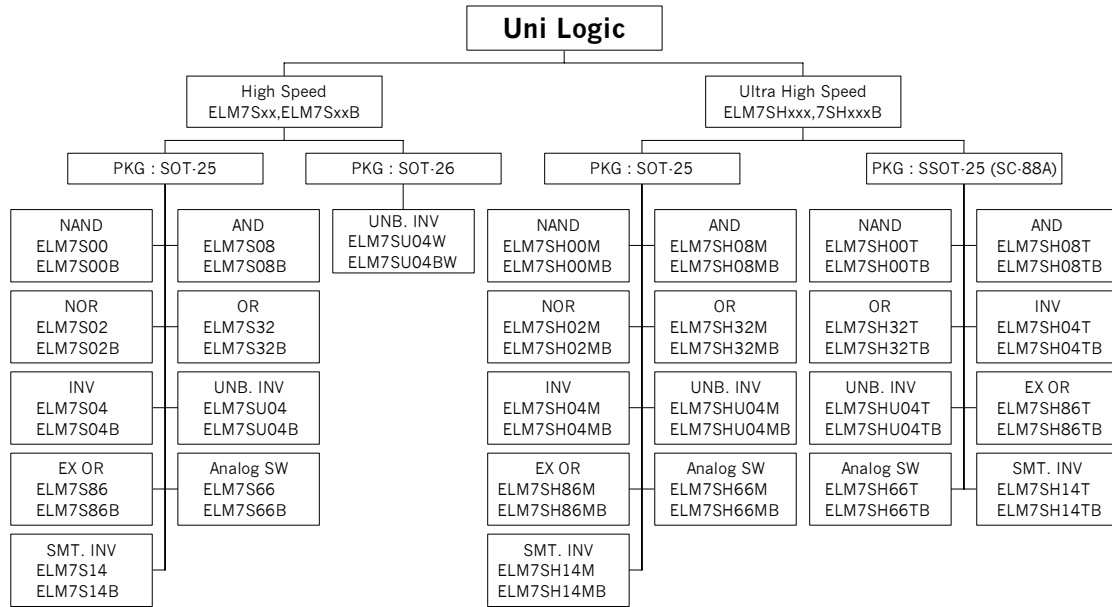 Uni Logic
High Speed
ELM7Sxx,ELM7SxxB
Ultra High Speed
ELM7SHxxx,7SHxxxB
PKG : SOT-25
PKG : SOT-26
PKG : SOT-25
PKG : SSOT-25 (SC-88A)
NAND
ELM7S00
ELM7S00B
AND
ELM7S08
ELM7S08B
NOR
ELM7S02
ELM7S02B
OR
ELM7S32
ELM7S32B
INV
ELM7S04
ELM7S04B
UNB. INV
ELM7SU04
ELM7SU04B
EX OR
ELM7S86
ELM7S86B
Analog SW
ELM7S66
ELM7S66B
SMT. INV
ELM7S14
ELM7S14B
UNB. INV
ELM7SU04W
ELM7SU04BW
NAND
ELM7SH00M
ELM7SH00MB
AND
ELM7SH08M
ELM7SH08MB
NOR
ELM7SH02M
ELM7SH02MB
OR
ELM7SH32M
ELM7SH32MB
INV
ELM7SH04M
ELM7SH04MB
UNB. INV
ELM7SHU04M
ELM7SHU04MB
EX OR
ELM7SH86M
ELM7SH86MB
Analog SW
ELM7SH66M
ELM7SH66MB
SMT. INV
ELM7SH14M
ELM7SH14MB
NAND
ELM7SH00T
ELM7SH00TB
AND
ELM7SH08T
ELM7SH08TB
OR
ELM7SH32T
ELM7SH32TB
INV
ELM7SH04T
ELM7SH04TB
UNB. INV
ELM7SHU04T
ELM7SHU04TB
EX OR
ELM7SH86T
ELM7SH86TB
Analog SW
ELM7SH66T
ELM7SH66TB
SMT. INV
ELM7SH14T
ELM7SH14TB